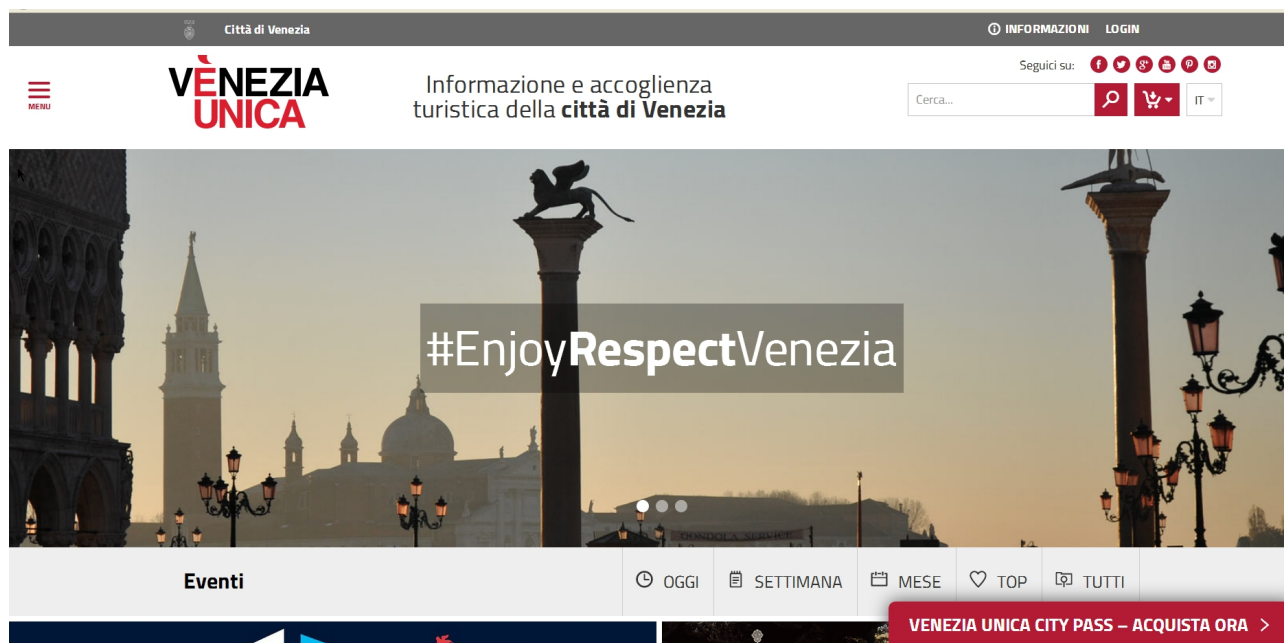 Città di Venezia
INFORMAZIONI LOGIN
Seguici su:
MENU
VÈNEZIA
UNICA
Informazione e accoglienza
turistica della città di Venezia
Cerca...
IT
#EnjoyRespectVenezia
GONDOLA SERVICE
Eventi
OGGI
SETTIMANA
MESE
TOP
TUTTI
VENEZIA UNICA CITY PASS – ACQUISTA ORA >